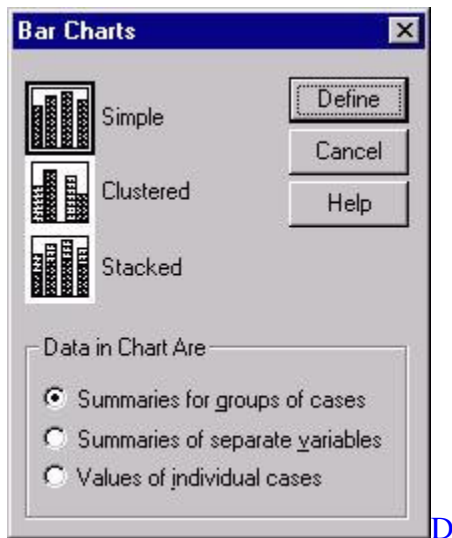 Bar Charts
Simple
Clustered
Stacked
Define
Cancel
Help
Data in Chart Are
Summaries for groups of cases
Summaries of separate variables
Values of individual cases
D